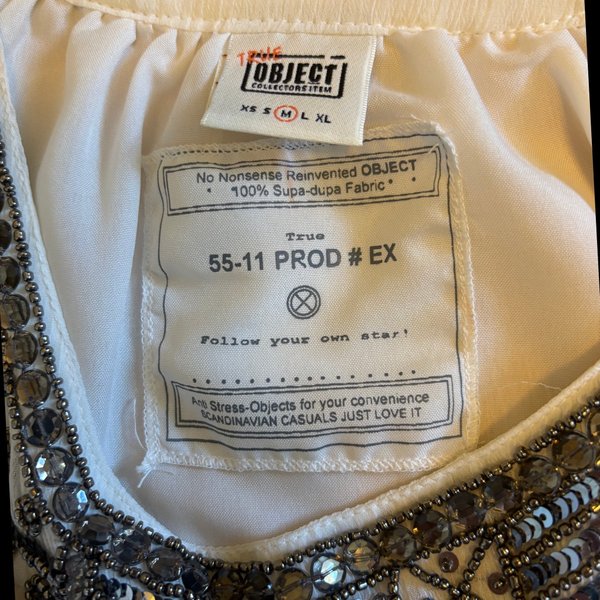 TRUE
OBJECT
COLLECTORS ITEM
XS S M L XL
No Nonsense Reinvented OBJECT
"100% Supa-dupa Fabric"
True
55-11 PROD # EX
Follow your own star'
Anti Stress-Objects for your convenience
SCANDINAVIAN CASUALS JUST LOVE IT